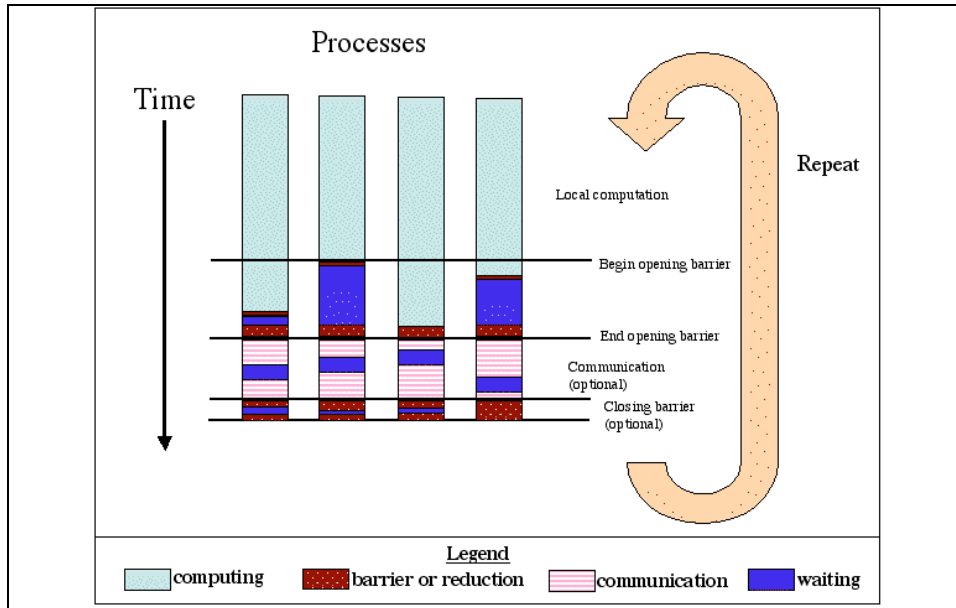 Processes
Time
Repeat
Local computation
Begin opening barrier
End opening barrier
Communication
(optional)
Closing barrier
(optional)
Legend
computing
barrier or reduction
communication
waiting